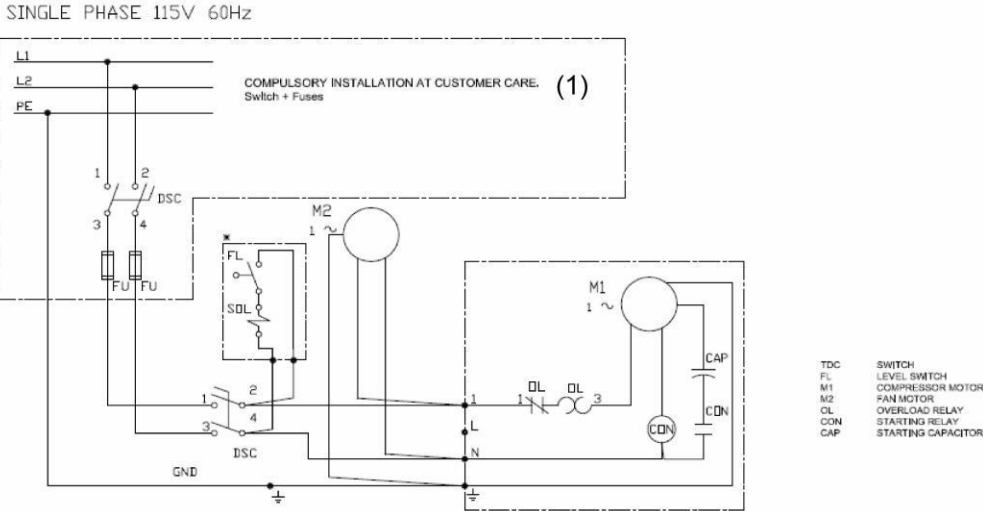 SINGLE PHASE 115V 60Hz
L1
L2
PE
COMPULSORY INSTALLATION AT CUSTOMER CARE. (1)
Switch + Fuses
1 2
DSC
3 4
FU FU
M2
1 ~
*
FL
SOL
M1
1 ~
CAP
OL OL
1 3
CON
CON
1 2
3 4
DSC
1
L
N
GND
TDC SWITCH
FL LEVEL SWITCH
M1 COMPRESSOR MOTOR
M2 FAN MOTOR
OL OVERLOAD RELAY
CON STARTING RELAY
CAP STARTING CAPACITOR